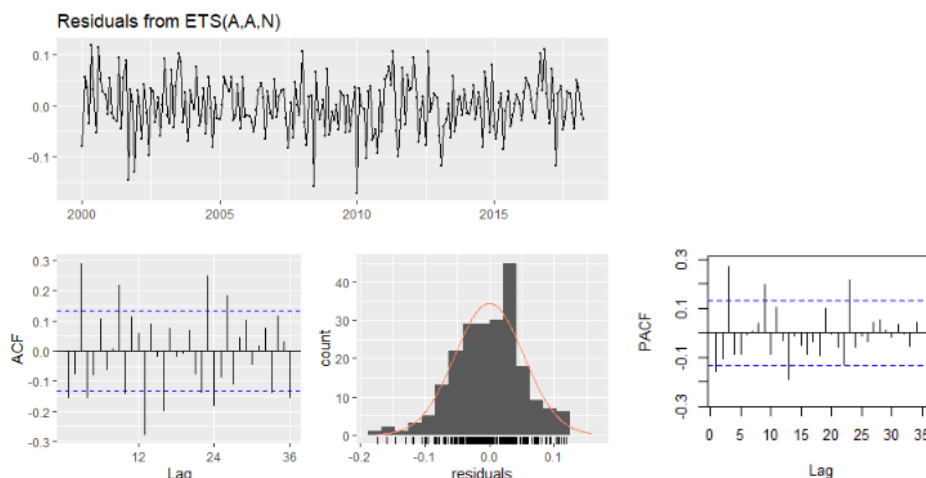 Residuals from ETS(A,A,N)
0.1
0.0
-0.1
2000 2005 2010 2015
0.3
0.2
0.1
0.0
-0.1
-0.2
-0.3
ACF
12 24 36
Lag
40
30
20
10
0
count
-0.2 -0.1 0.0 0.1
residuals
0.3
0.1
-0.1
-0.3
PACF
0 5 10 15 20 25 30 35
Lag